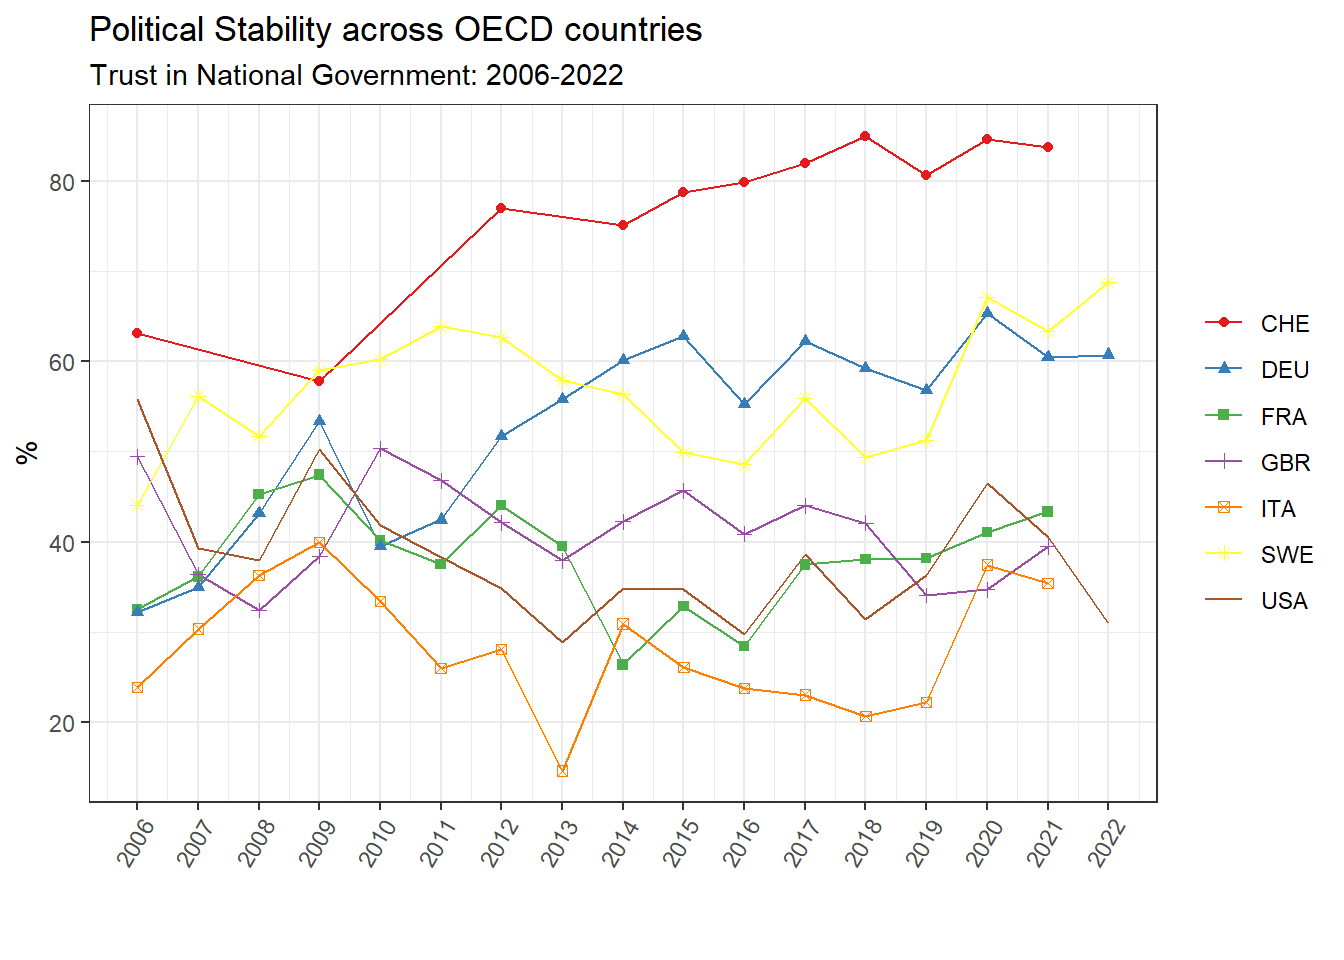 Political Stability across OECD countries
Trust in National Government: 2006-2022
80
60
40
20
%
2006 2007 2008 2009 2010 2011 2012 2013 2014 2015 2016 2017 2018 2019 2020 2021 2022
CHE
DEU
FRA
GBR
ITA
SWE
USA